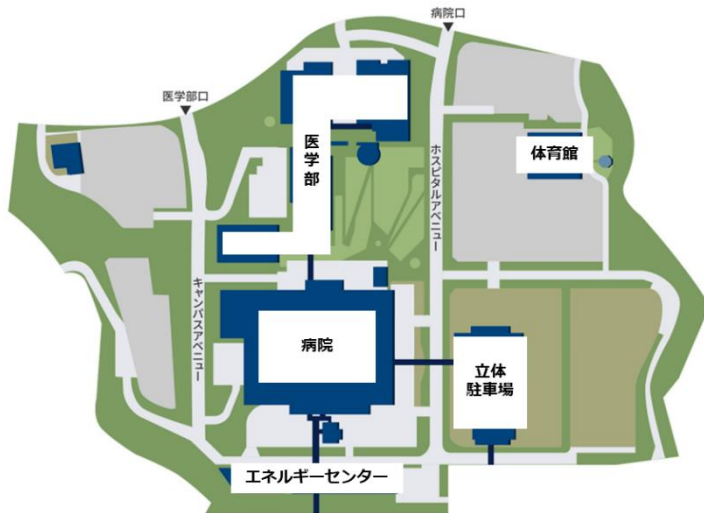 病院口
医学部口
医
学
部
体育館
ホスピタルアベニュー
キャンパスアベニュー
病院
立体
駐車場
エネルギーセンター